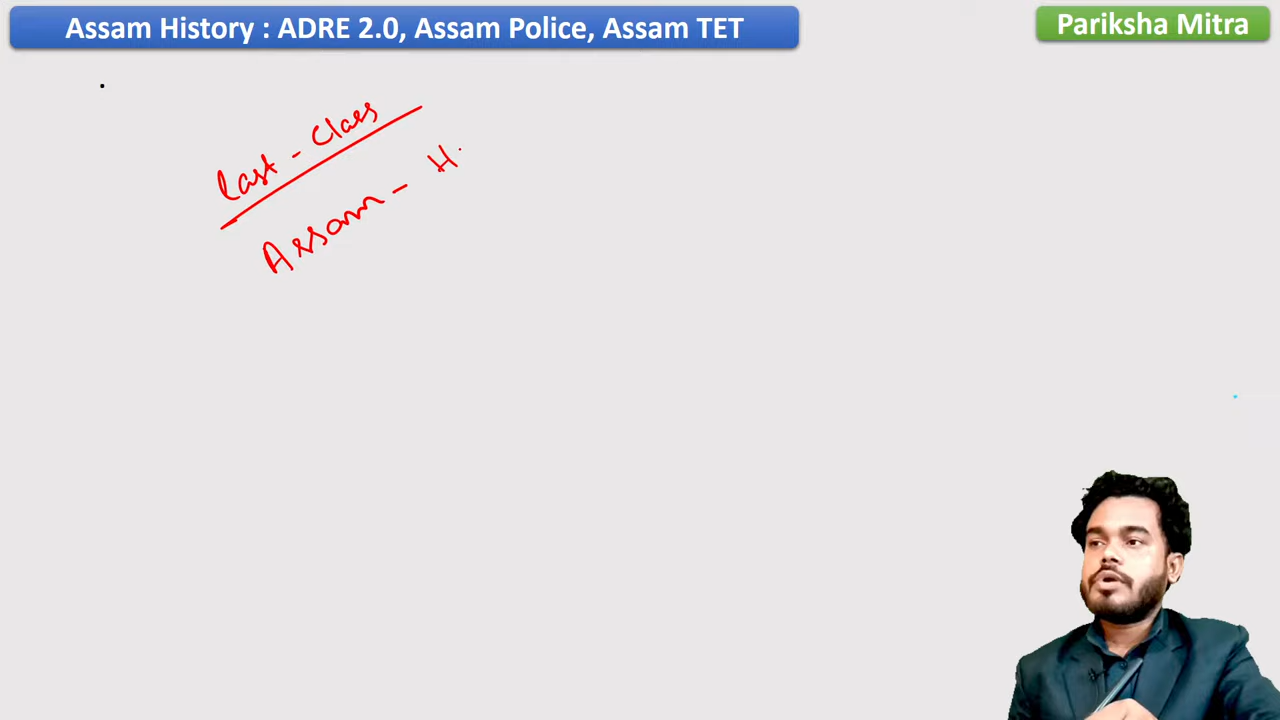 Assam History : ADRE 2.0, Assam Police, Assam TET
Pariksha Mitra
Last - Class
Assam - H